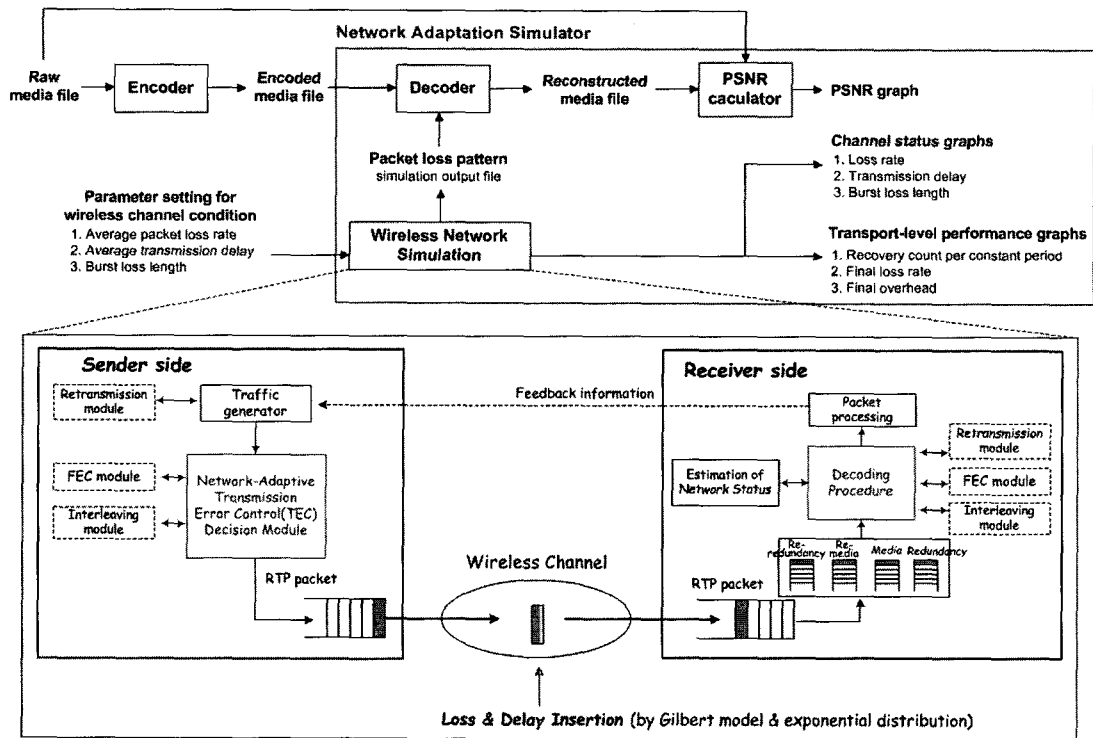 Network Adaptation Simulator
Raw
media file
Encoder
Encoded
media file
Decoder
Reconstructed
media file
PSNR
caculator
PSNR graph
Packet loss pattern
simulation output file
Channel status graphs
1. Loss rate
2. Transmission delay
3. Burst loss length
Parameter setting for
wireless channel condition
1. Average packet loss rate
2. Average transmission delay
3. Burst loss length
Wireless Network
Simulation
Transport-level performance graphs
1. Recovery count per constant period
2. Final loss rate
3. Final overhead
Sender side
Retransmission
module
Traffic
generator
FEC module
Interleaving module
Network-Adaptive
Transmission
Error Control(TEC)
Decision Module
RTP packet
Feedback information
Wireless Channel
Receiver side
Packet
processing
Estimation of
Network Status
Decoding
Procedure
Retransmission
module
FEC module
Interleaving
module
Re-
redundancy
Re-
media
Media
Redundancy
RTP packet
Loss & Delay Insertion (by Gilbert model & exponential distribution)